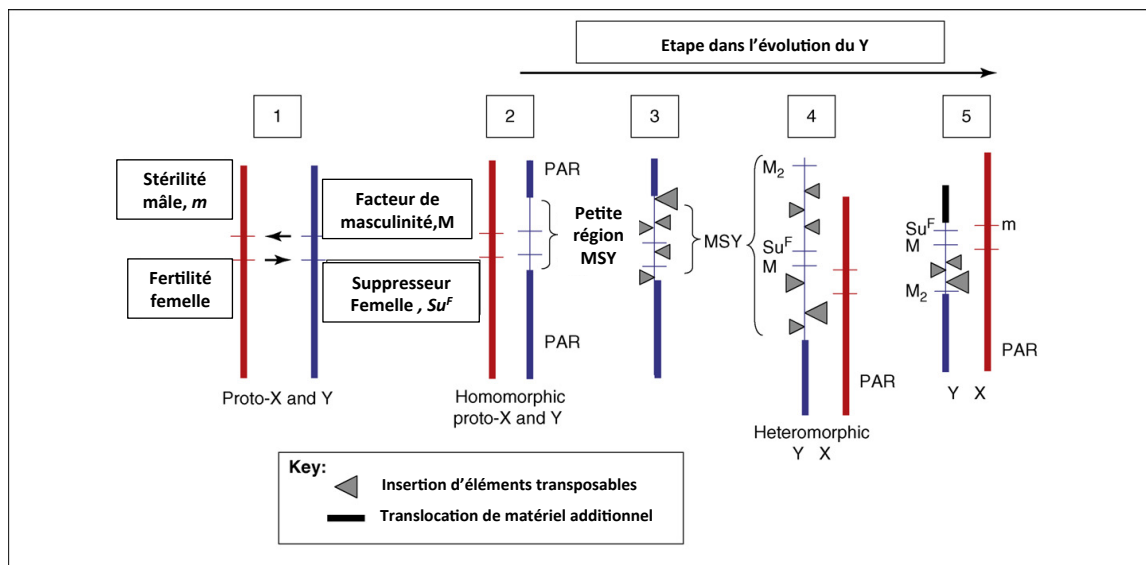 Etape dans l'évolution du Y
1
2
3
4
5
Stérilité
mâle, m
Fertilité
femelle
Facteur de
masculinité,M
Suppresseur
Femelle , Suᶠ
Proto-X and Y
PAR
PAR
Homomorphic
proto-X and Y
Petite
région
MSY
MSY
M₂
Suᶠ
M
PAR
Heteromorphic
Y X
Suᶠ
M
M₂
m
PAR
Y X
Key:
Insertion d'éléments transposables
Translocation de matériel additionnel